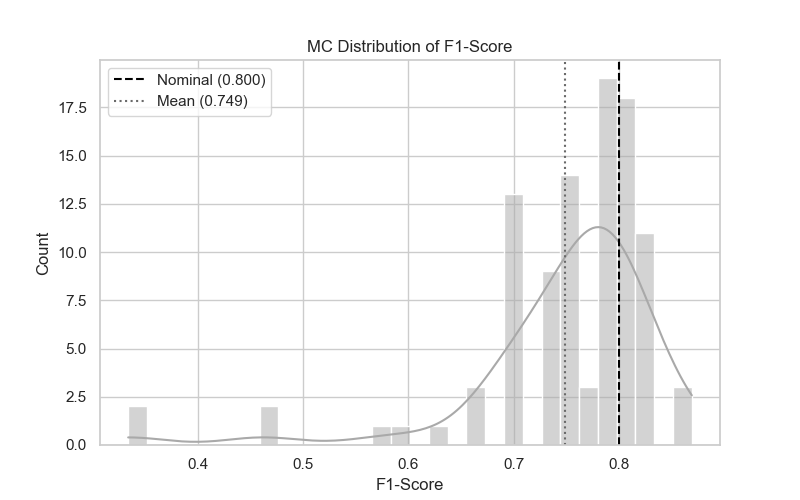 MC Distribution of F1-Score
Nominal (0.800)
Mean (0.749)
17.5
15.0
12.5
10.0
7.5
5.0
2.5
0.0
Count
0.4 0.5 0.6 0.7 0.8
F1-Score